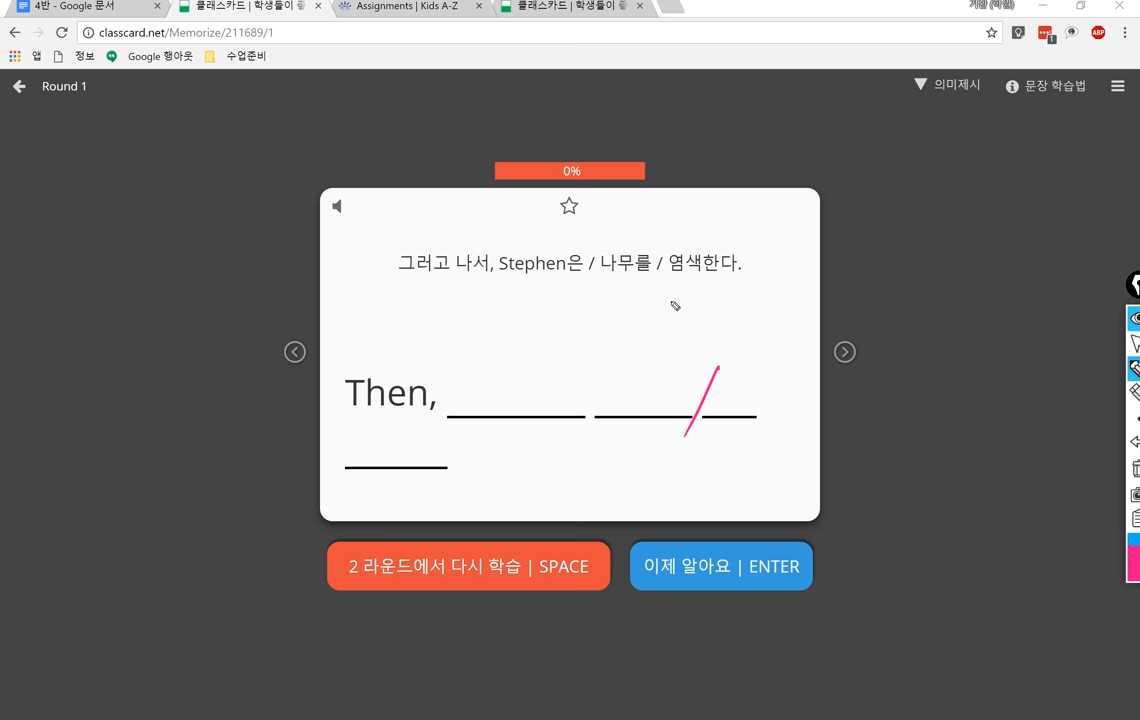 4반 - Google 문서
클래스카드 | 학생들이 좋
Assignments | Kids A-Z
클래스카드 | 학생들이 좋
classcard.net/Memorize/211689/1
1
ABP
앱
정보
Google 행아웃
수업준비
Round 1
의미제시
문장 학습법
0%
그러고 나서, Stephen은 / 나무를 / 염색한다.
Then,
2 라운드에서 다시 학습 | SPACE
이제 알아요 | ENTER